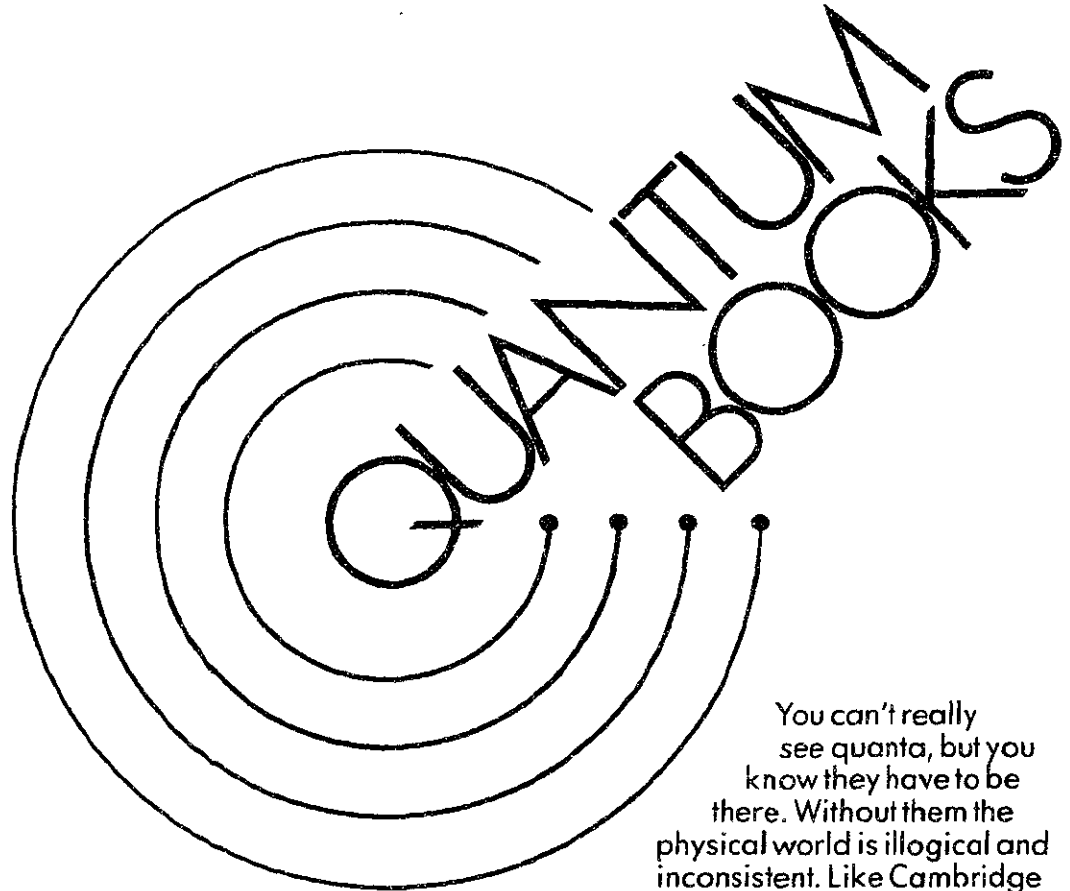 QUANTUM
BOOKS
You can't really
see quanta, but you
know they have to be
there. Without them the
physical world is illogical and
inconsistent. Like Cambridge